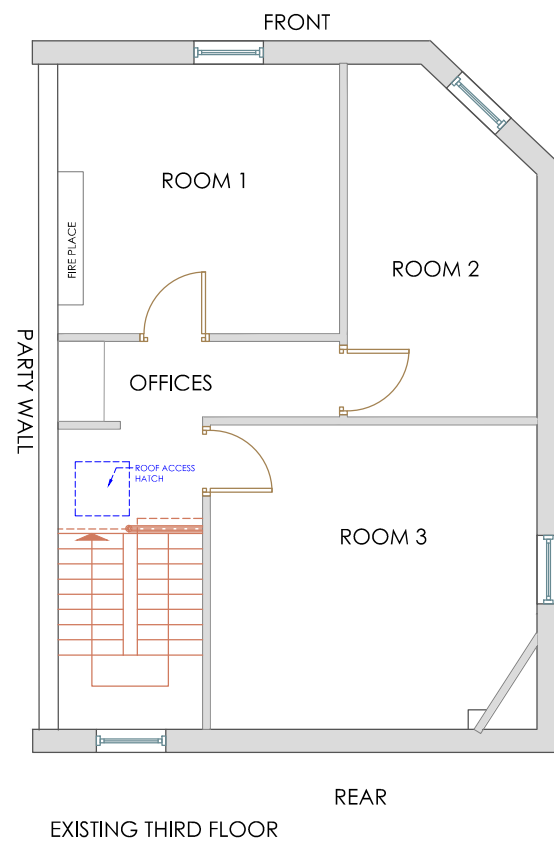 FRONT
ROOM 1
FIRE PLACE
ROOM 2
PARTY WALL
OFFICES
ROOF ACCESS
HATCH
ROOM 3
REAR
EXISTING THIRD FLOOR